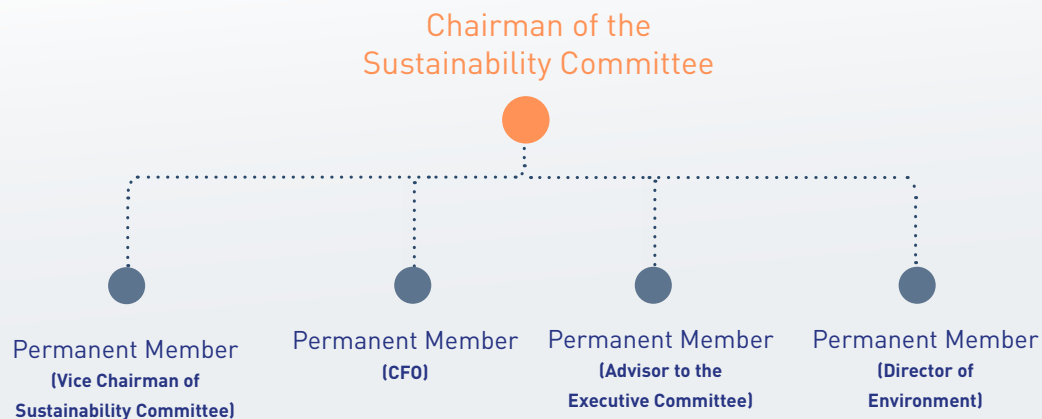 Chairman of the
Sustainability Committee
Permanent Member
(Vice Chairman of
Sustainability Committee)
Permanent Member
(CFO)
Permanent Member
(Advisor to the
Executive Committee)
Permanent Member
(Director of
Environment)